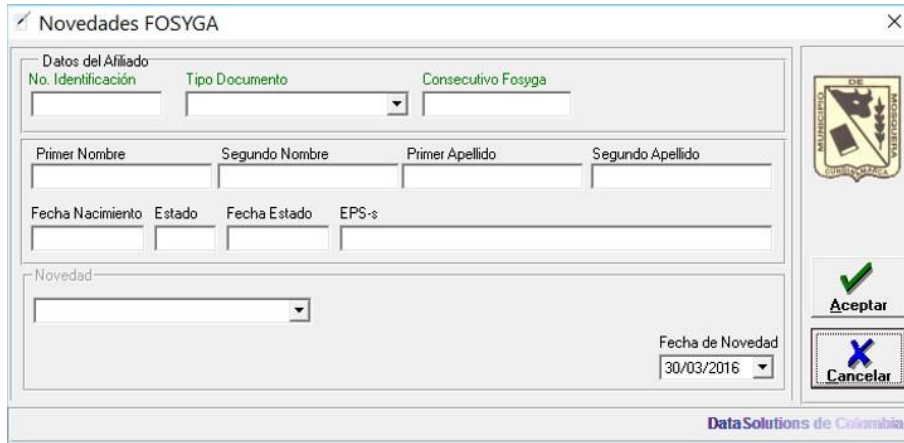 Novedades FOSYGA
Datos del Afiliado
No. Identificación Tipo Documento Consecutivo Fosyga
Primer Nombre Segundo Nombre Primer Apellido Segundo Apellido
Fecha Nacimiento Estado Fecha Estado EPS-s
Novedad
Fecha de Novedad
30/03/2016
DE
MUNICIPIO
MOSQUERA
CUNDINAMARCA
Aceptar
Cancelar
DataSolutions de Colombia